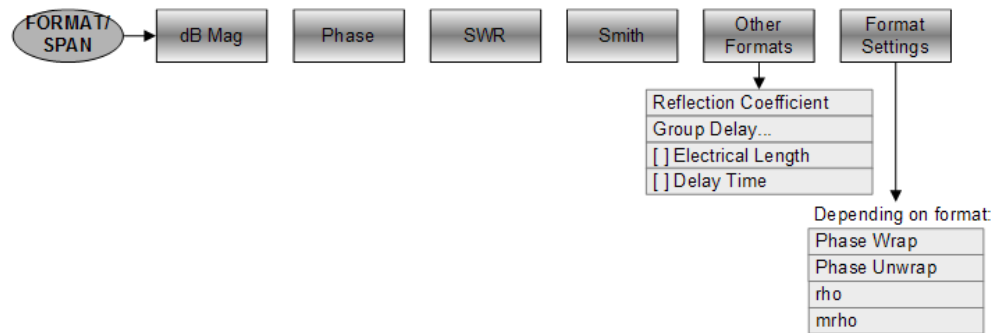 FORMAT/
SPAN
dB Mag
Phase
SWR
Smith
Other
Formats
Format
Settings
Reflection Coefficient
Group Delay...
[ ] Electrical Length
[ ] Delay Time
Depending on format:
Phase Wrap
Phase Unwrap
rho
mrho